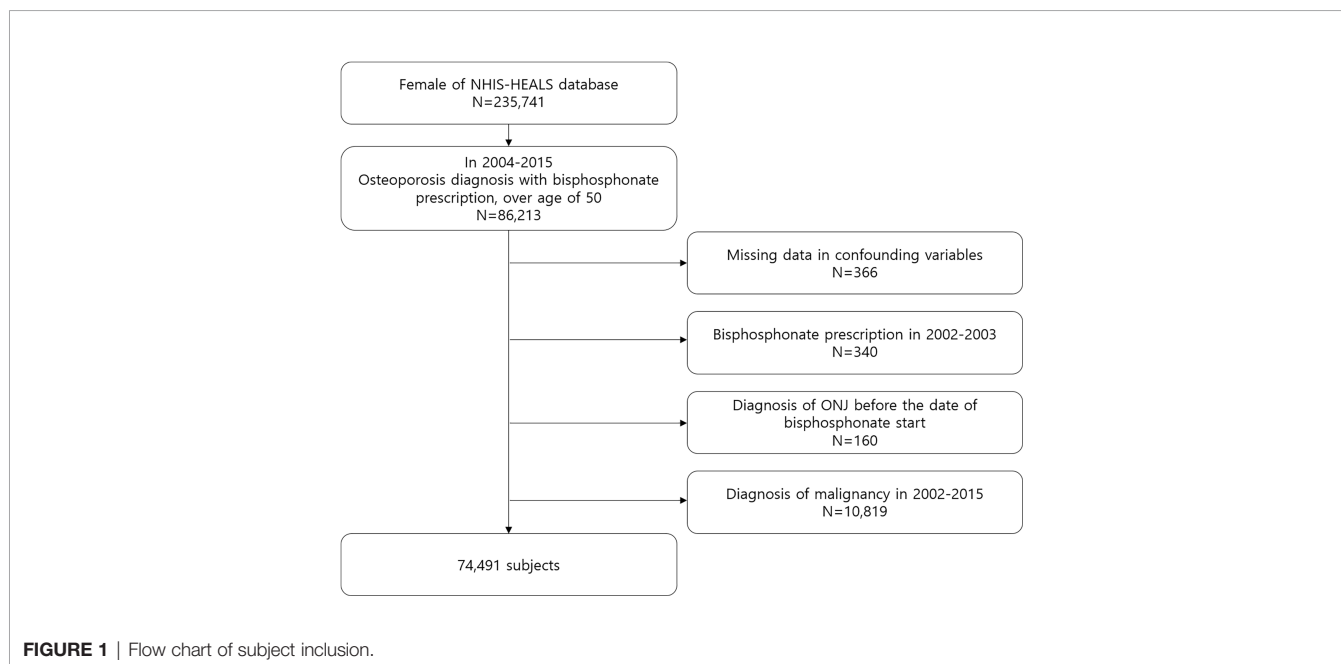 Female of NHIS-HEALS database
N=235,741
In 2004-2015
Osteoporosis diagnosis with bisphosphonate
prescription, over age of 50
N=86,213
Missing data in confounding variables
N=366
Bisphosphonate prescription in 2002-2003
N=340
Diagnosis of ONJ before the date of
bisphosphonate start
N=160
Diagnosis of malignancy in 2002-2015
N=10,819
74,491 subjects
FIGURE 1 | Flow chart of subject inclusion.